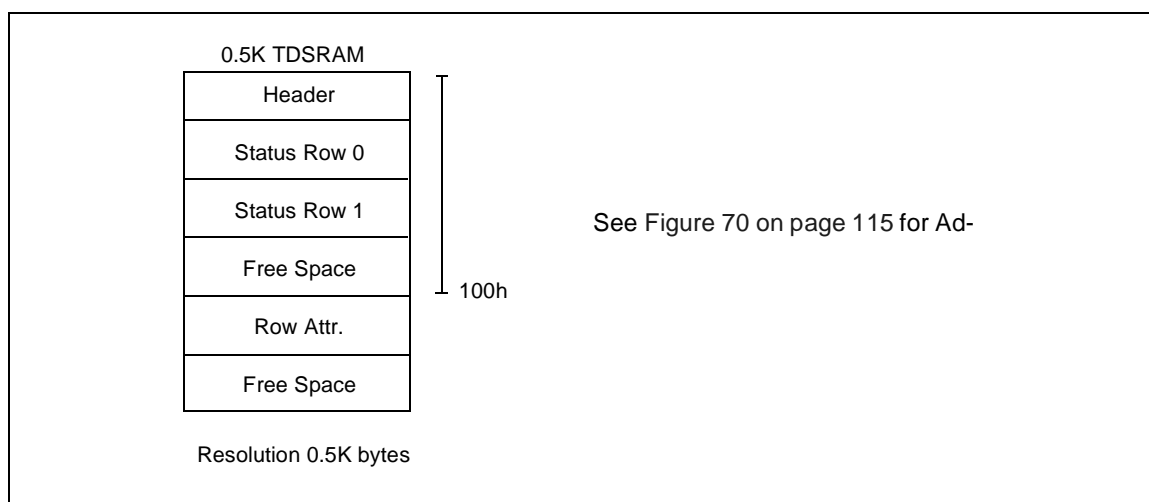 0.5K TDSRAM
Header
Status Row 0
Status Row 1
Free Space
100h
Row Attr.
Free Space
Resolution 0.5K bytes
See Figure 70 on page 115 for Ad-